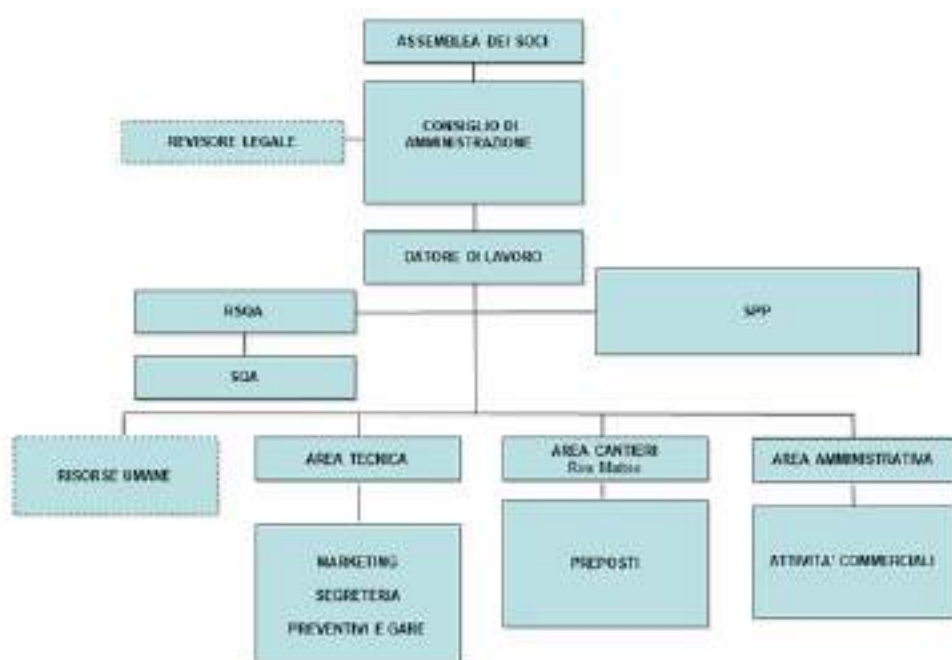 ASSEMBLEA DEI SOCI
CONSIGLIO DI
AMMINISTRAZIONE
REVISORE LEGALE
DATORE DI LAVORO
RSQA
SPP
SQA
RISORSE UMANE
AREA TECNICA
AREA CANTIERI
AREA AMMINISTRATIVA
MARKETING
SEGRETERIA
PREVENTIVI E GARE
PREPOSTI
ATTIVITA' COMMERCIALI